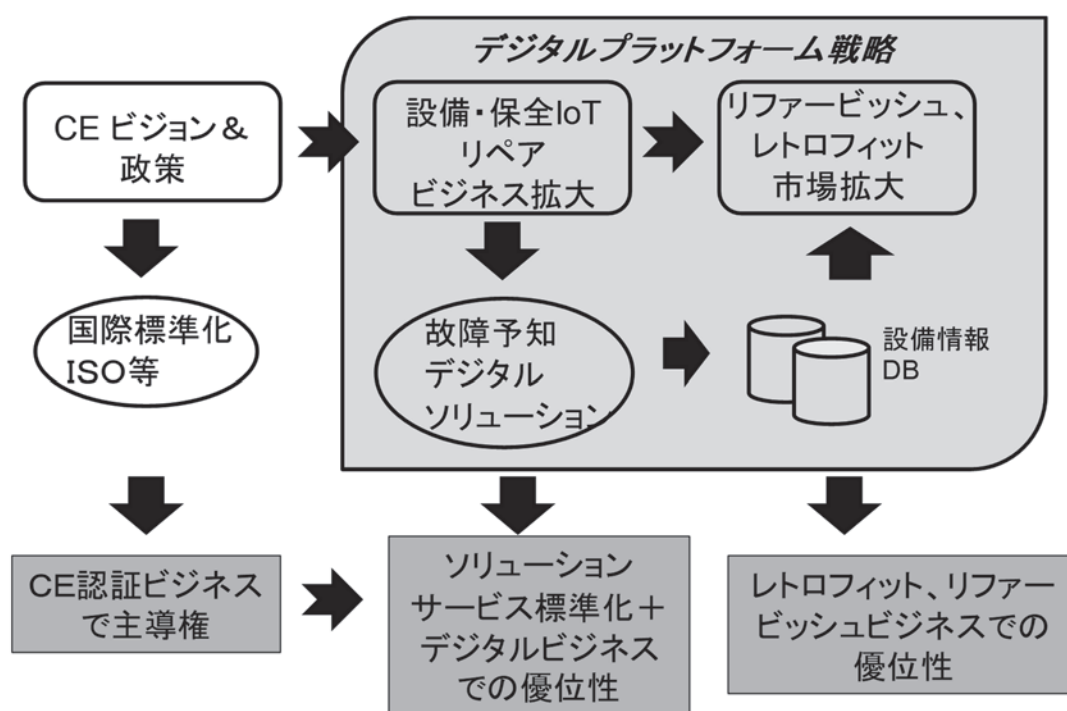 デジタルプラットフォーム戦略
CE ビジョン&
政策
設備・保全IoT
リペア
ビジネス拡大
リファービッシュ、
レトロフィット
市場拡大
国際標準化
ISO等
故障予知
デジタル
ソリューション
設備情報
DB
CE認証ビジネス
で主導権
ソリューション
サービス標準化+
デジタルビジネス
での優位性
レトロフィット、リファー
ビッシュビジネスでの
優位性